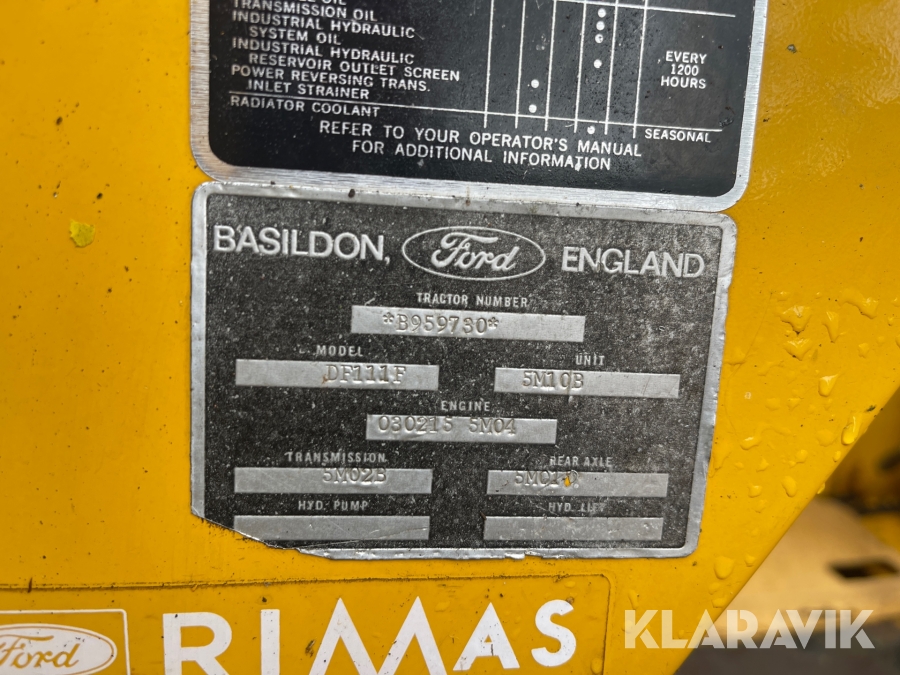 TRANSMISSION OIL
INDUSTRIAL HYDRAULIC
SYSTEM OIL
INDUSTRIAL HYDRAULIC
RESERVOIR OUTLET SCREEN
POWER REVERSING TRANS.
INLET STRAINER
EVERY
1200
HOURS
RADIATOR COOLANT
SEASONAL
REFER TO YOUR OPERATOR'S MANUAL
FOR ADDITIONAL INFORMATION
BASILDON, Ford ENGLAND
TRACTOR NUMBER
*B959730*
MODEL UNIT
DF111F 5M10B
ENGINE
030215 5M04
TRANSMISSION REAR AXLE
5M02B
HYD. PUMP HYD. LIFT
Ford RIMAS
KLARAVIK